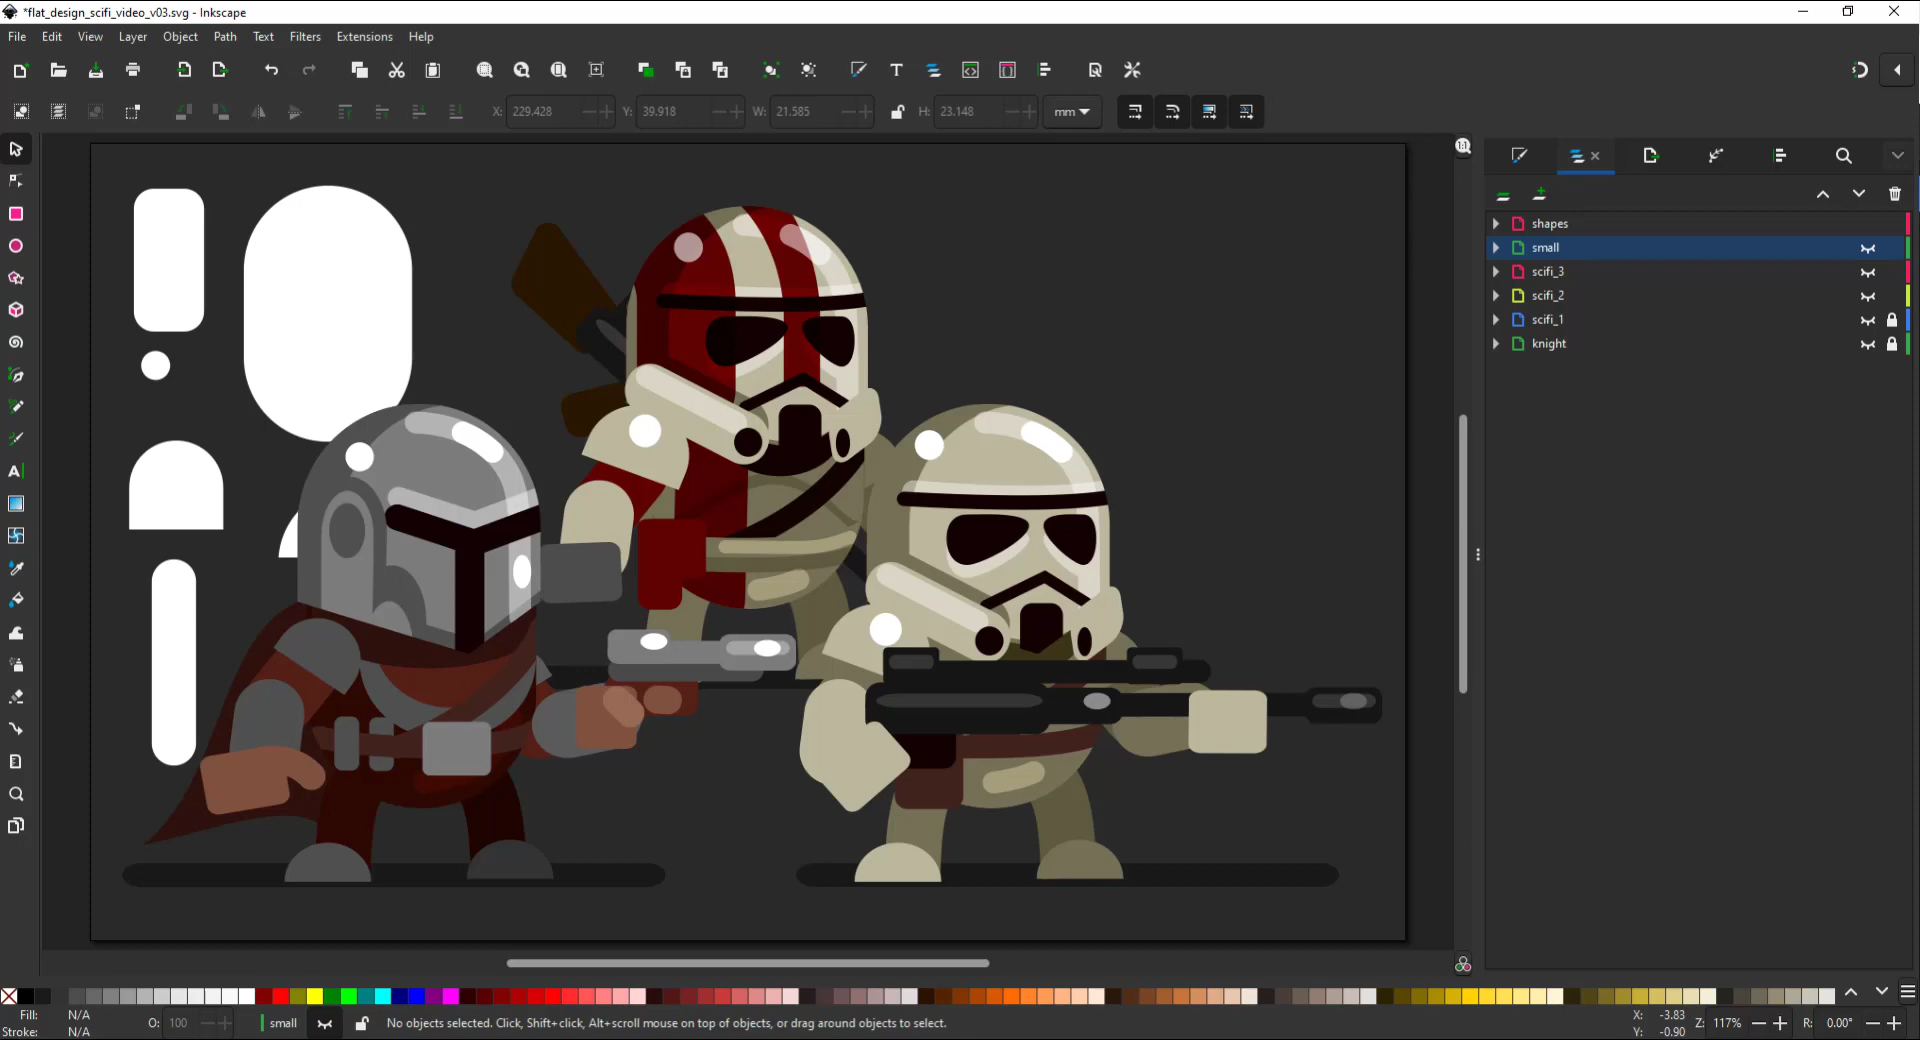 *flat_design_scifi_video_v03.svg - Inkscape
File Edit View Layer Object Path Text Filters Extensions Help
X: 229.428 Y: 39.918 W: 21.585 H: 23.148 mm
shapes
small
scifi_3
scifi_2
scifi_1
knight
Fill: N/A
Stroke: N/A
O: 100
small
No objects selected. Click, Shift+click, Alt+scroll mouse on top of objects, or drag around objects to select.
X: -3.83
Y: -0.90
Z: 117%
R: 0.00°